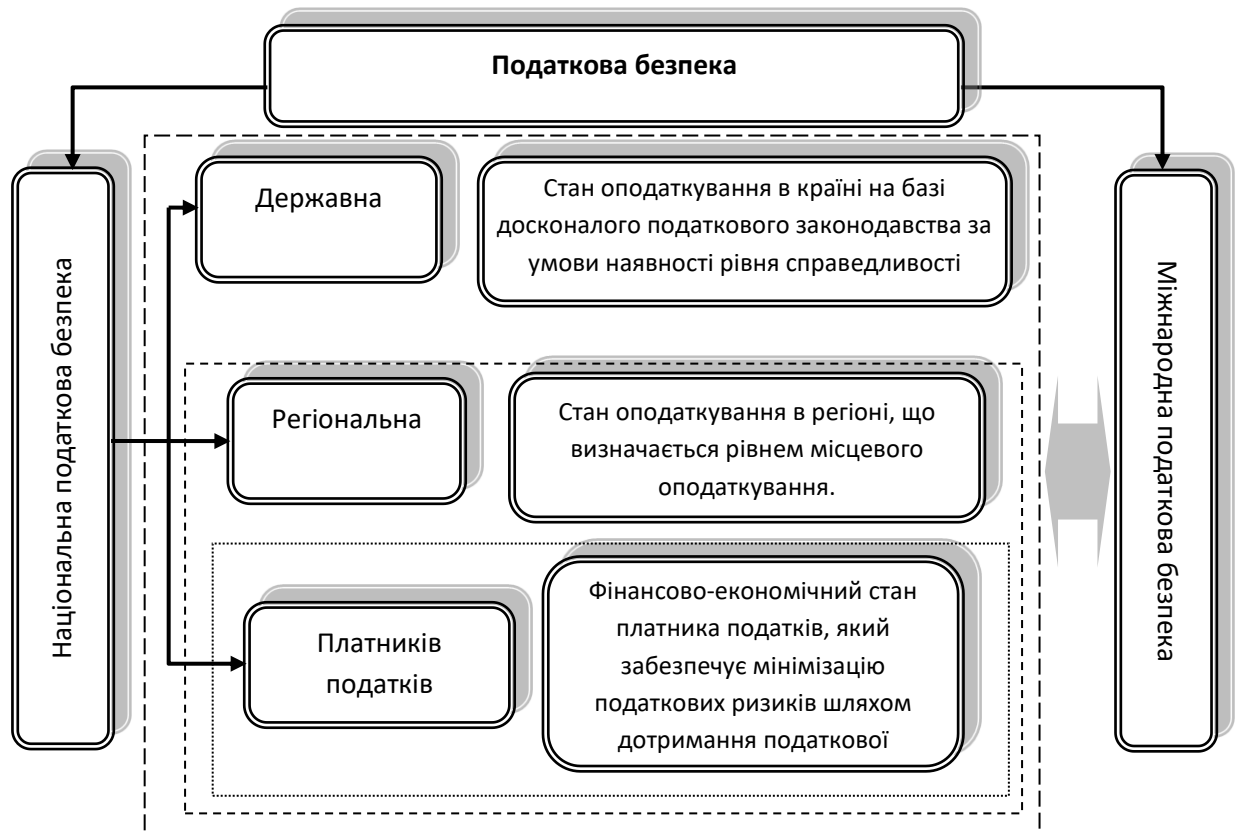 Податкова безпека
Національна податкова безпека
Державна
Стан оподаткування в країні на базі
досконалого податкового законодавства за
умови наявності рівня справедливості
Регіональна
Стан оподаткування в регіоні, що
визначається рівнем місцевого
оподаткування.
Платників
податків
Фінансово-економічний стан
платника податків, який
забезпечує мінімізацію
податкових ризиків шляхом
дотримання податкової
Міжнародна податкова безпека